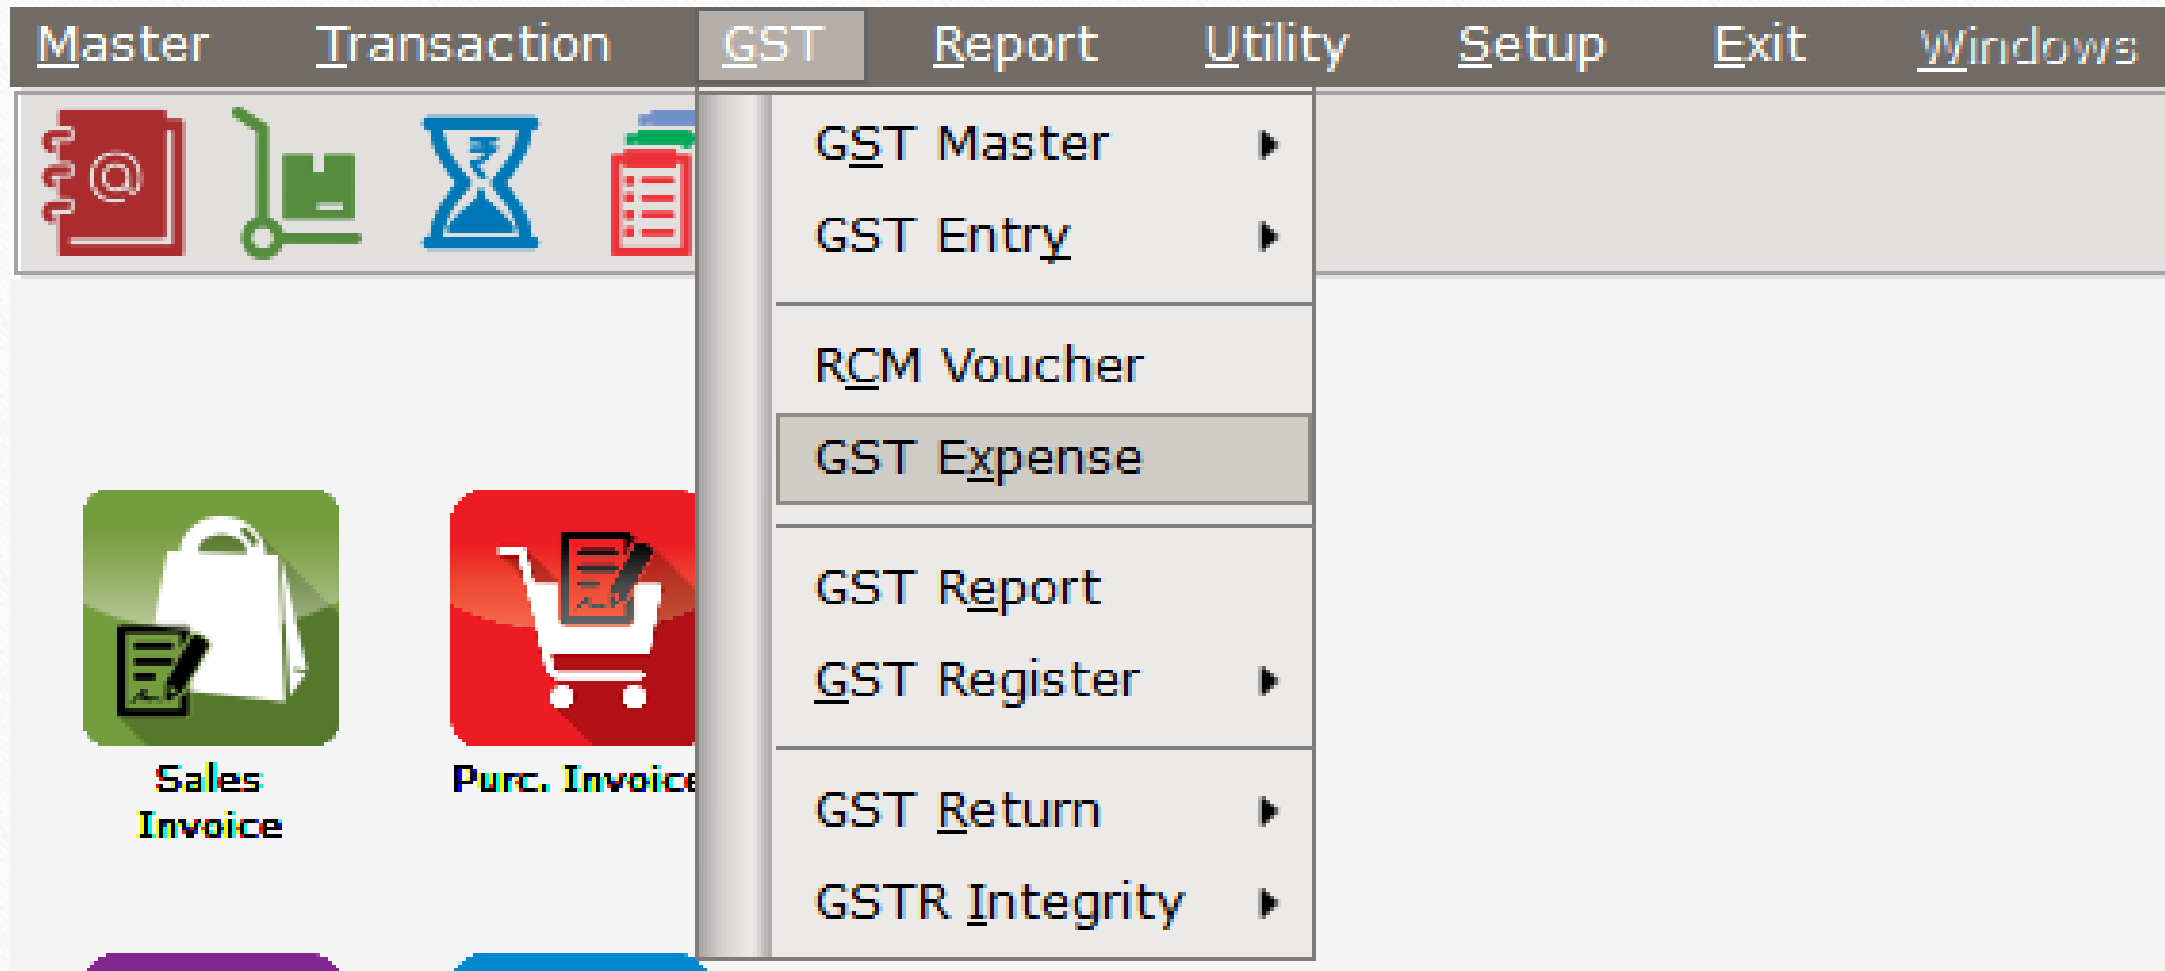 Master Transaction GST Report Utility Setup Exit Windows
GST Master
GST Entry
RCM Voucher
GST Expense
GST Report
GST Register
GST Return
GSTR Integrity
@
₹
Sales
Invoice
Purc. Invoice